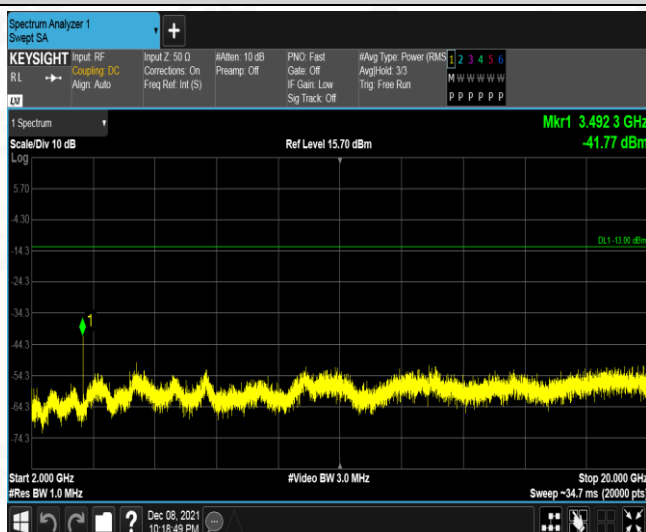 Spectrum Analyzer 1
Swept SA
+
KEYSIGHT Input: RF Input Z: 50 Ω #Atten: 10 dB PNO: Fast #Avg Type: Power (RMS 1 2 3 4 5 6
RL Coupling: DC Corrections: On Preamp: Off Gate: Off Avg|Hold: 3/3 M W W W W W
Align: Auto Freq Ref: Int (S) IF Gain: Low Trig: Free Run
Sig Track: Off P P P P P P
LXI
1 Spectrum Mkr1 3.492 3 GHz
Scale/Div 10 dB Ref Level 15.70 dBm -41.77 dBm
Log
5.70
-4.30
DL1 -13.00 dBm
-14.3
-24.3
-34.3
1
-44.3
-54.3
-64.3
-74.3
Start 2.000 GHz #Video BW 3.0 MHz Stop 20.000 GHz
#Res BW 1.0 MHz Sweep ~34.7 ms (20000 pts)
? Dec 08, 2021
10:18:49 PM